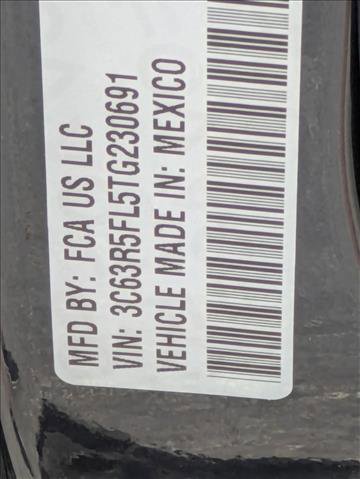 MFD BY: FCA US LLC
VIN: 3C63R5FL5TG230691
VEHICLE MADE IN: MEXICO